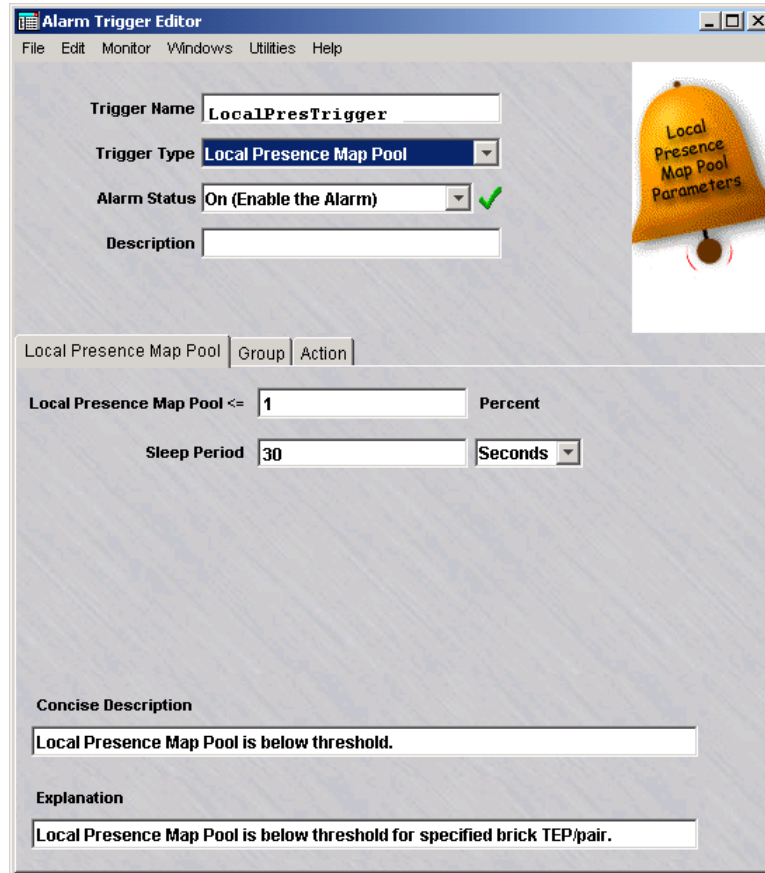 Alarm Trigger Editor
File Edit Monitor Windows Utilities Help
Trigger Name LocalPresTrigger
Trigger Type Local Presence Map Pool
Alarm Status On (Enable the Alarm)
Description
Local
Presence
Map Pool
Parameters
Local Presence Map Pool Group Action
Local Presence Map Pool <= 1 Percent
Sleep Period 30 Seconds
Concise Description
Local Presence Map Pool is below threshold.
Explanation
Local Presence Map Pool is below threshold for specified brick TEP/pair.